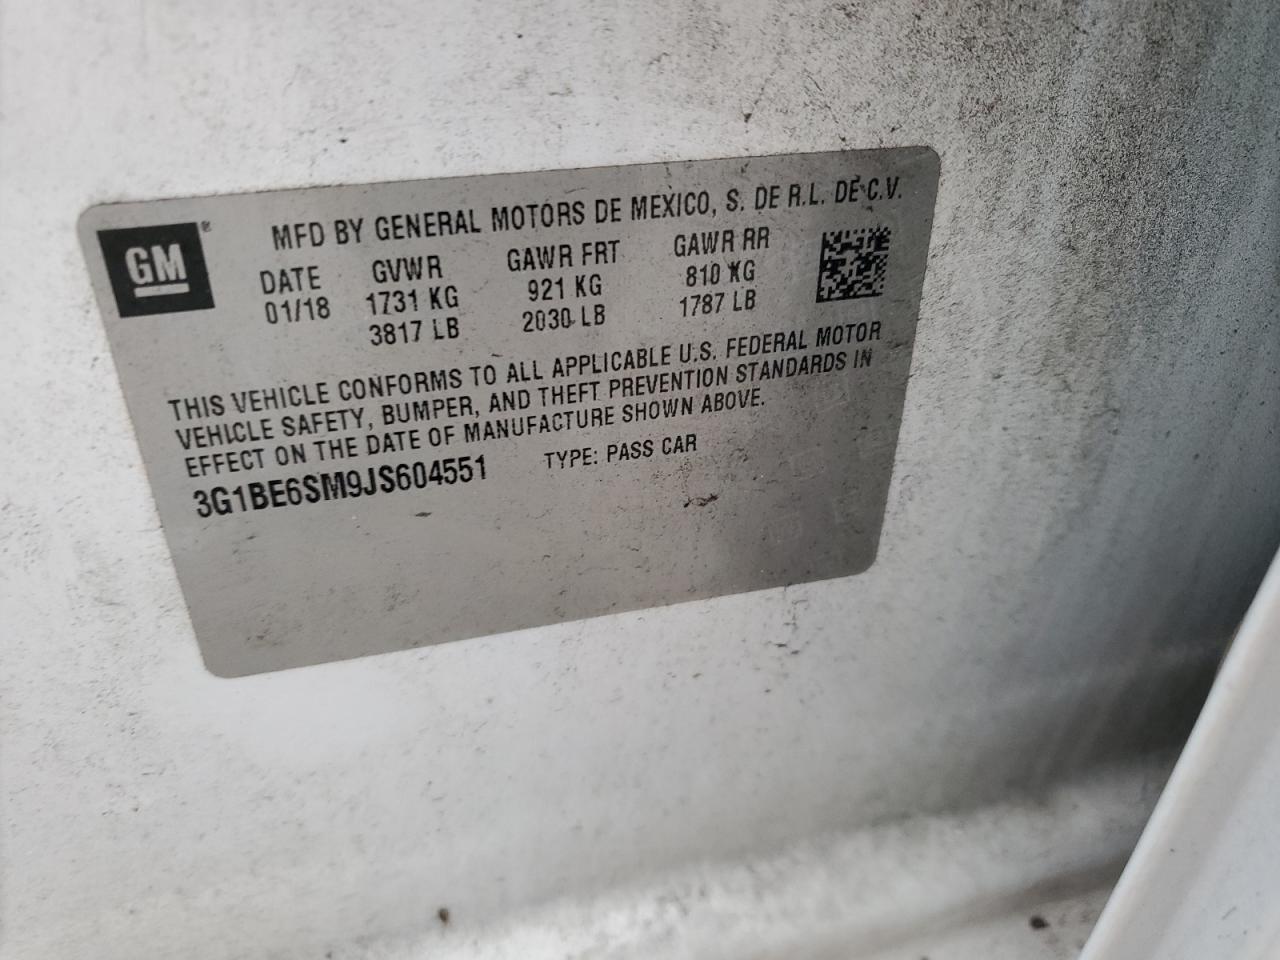 GM ®
MFD BY GENERAL MOTORS DE MEXICO, S. DE R.L. DE C.V.
DATE GVWR GAWR FRT GAWR RR
01/18 1731 KG 921 KG 810 KG
3817 LB 2030 LB 1787 LB
THIS VEHICLE CONFORMS TO ALL APPLICABLE U.S. FEDERAL MOTOR
VEHICLE SAFETY, BUMPER, AND THEFT PREVENTION STANDARDS IN
EFFECT ON THE DATE OF MANUFACTURE SHOWN ABOVE.
3G1BE6SM9JS604551 TYPE: PASS CAR